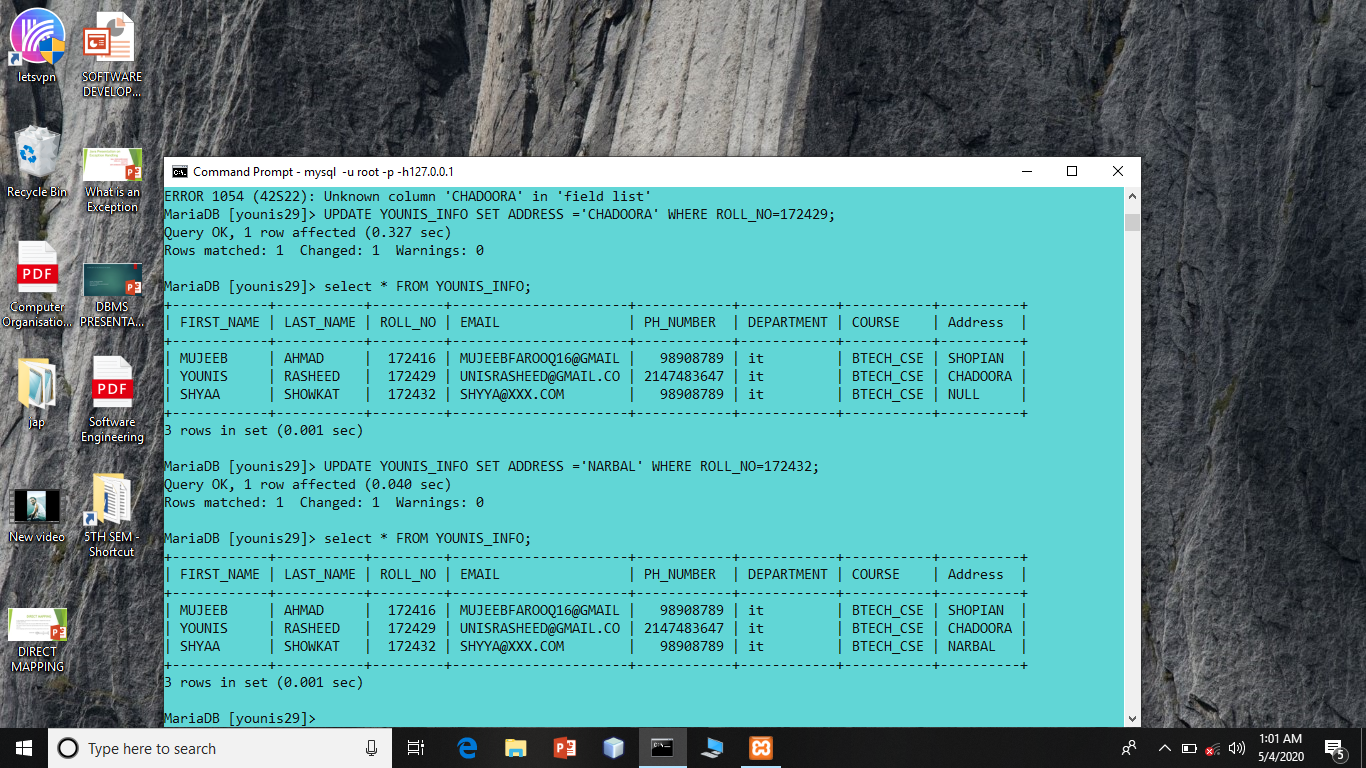 letsvpn
SOFTWARE
DEVELOP...
Recycle Bin
What is an
Exception
PDF
Computer
Organisatio...
DBMS
PRESENTA...
jap
PDF
Software
Engineering
New video
5TH SEM -
Shortcut
DIRECT
MAPPING
Command Prompt - mysql  -u root -p -h127.0.0.1
ERROR 1054 (42S22): Unknown column 'CHADOORA' in 'field list'
MariaDB [younis29]> UPDATE YOUNIS_INFO SET ADDRESS ='CHADOORA' WHERE ROLL_NO=172429;
Query OK, 1 row affected (0.327 sec)
Rows matched: 1  Changed: 1  Warnings: 0
MariaDB [younis29]> select * FROM YOUNIS_INFO;
+------------+-----------+---------+----------------------+------------+------------+-----------+----------+
| FIRST_NAME | LAST_NAME | ROLL_NO | EMAIL                | PH_NUMBER  | DEPARTMENT | COURSE    | Address  |
+------------+-----------+---------+----------------------+------------+------------+-----------+----------+
| MUJEEB     | AHMAD     |  172416 | MUJEEBFAROOQ16@GMAIL |   98908789 | it         | BTECH_CSE | SHOPIAN  |
| YOUNIS     | RASHEED   |  172429 | UNISRASHEED@GMAIL.CO | 2147483647 | it         | BTECH_CSE | CHADOORA |
| SHYAA      | SHOWKAT   |  172432 | SHYYA@XXX.COM        |   98908789 | it         | BTECH_CSE | NULL     |
+------------+-----------+---------+----------------------+------------+------------+-----------+----------+
3 rows in set (0.001 sec)
MariaDB [younis29]> UPDATE YOUNIS_INFO SET ADDRESS ='NARBAL' WHERE ROLL_NO=172432;
Query OK, 1 row affected (0.040 sec)
Rows matched: 1  Changed: 1  Warnings: 0
MariaDB [younis29]> select * FROM YOUNIS_INFO;
+------------+-----------+---------+----------------------+------------+------------+-----------+----------+
| FIRST_NAME | LAST_NAME | ROLL_NO | EMAIL                | PH_NUMBER  | DEPARTMENT | COURSE    | Address  |
+------------+-----------+---------+----------------------+------------+------------+-----------+----------+
| MUJEEB     | AHMAD     |  172416 | MUJEEBFAROOQ16@GMAIL |   98908789 | it         | BTECH_CSE | SHOPIAN  |
| YOUNIS     | RASHEED   |  172429 | UNISRASHEED@GMAIL.CO | 2147483647 | it         | BTECH_CSE | CHADOORA |
| SHYAA      | SHOWKAT   |  172432 | SHYYA@XXX.COM        |   98908789 | it         | BTECH_CSE | NARBAL   |
+------------+-----------+---------+----------------------+------------+------------+-----------+----------+
3 rows in set (0.001 sec)
MariaDB [younis29]>
Type here to search
1:01 AM
5/4/2020
5